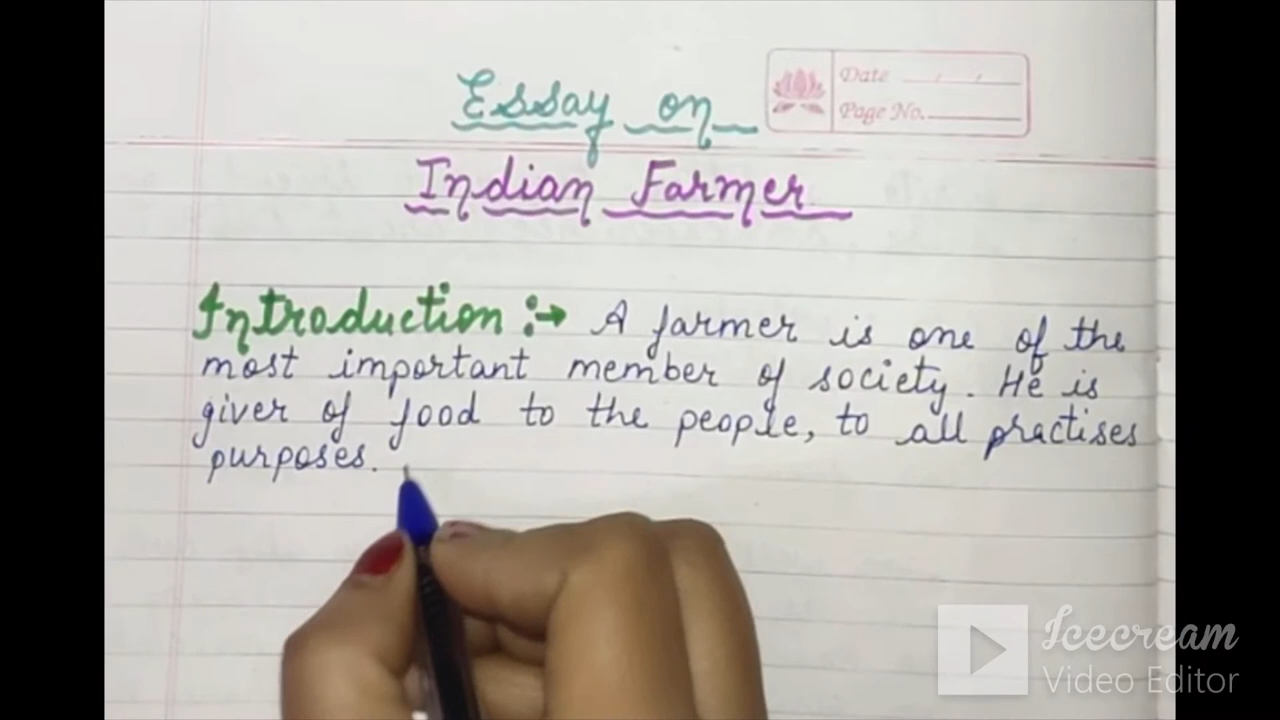 Essay on
Date / /
Page No.
Indian Farmer
Introduction :→ A farmer is one of the
most important member of society. He is
giver of food to the people, to all practises
purposes.
Icecream
Video Editor